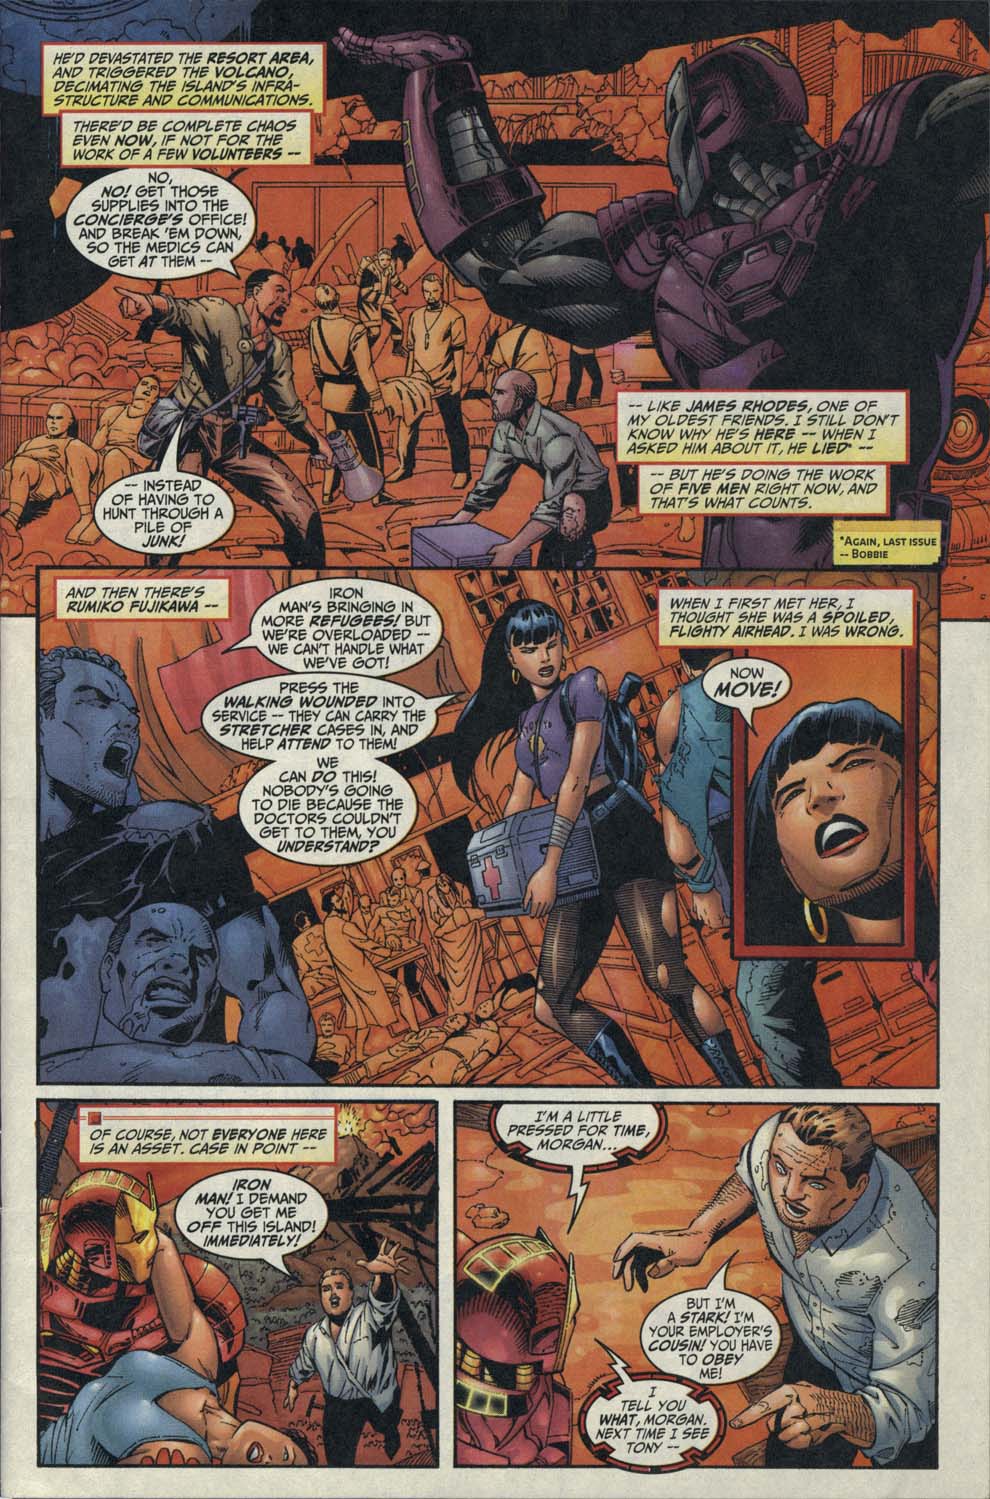 HE'D DEVASTATED THE RESORT AREA,
AND TRIGGERED THE VOLCANO,
DECIMATING THE ISLAND'S INFRA-
STRUCTURE AND COMMUNICATIONS.
THERE'D BE COMPLETE CHAOS
EVEN NOW, IF NOT FOR THE
WORK OF A FEW VOLUNTEERS --
NO,
NO! GET THOSE
SUPPLIES INTO THE
CONCIERGE'S OFFICE!
AND BREAK 'EM DOWN,
SO THE MEDICS CAN
GET AT THEM --
-- INSTEAD
OF HAVING TO
HUNT THROUGH A
PILE OF
JUNK!
-- LIKE JAMES RHODES, ONE OF
MY OLDEST FRIENDS. I STILL DON'T
KNOW WHY HE'S HERE -- WHEN I
ASKED HIM ABOUT IT, HE LIED* --
-- BUT HE'S DOING THE WORK
OF FIVE MEN RIGHT NOW, AND
THAT'S WHAT COUNTS.
*AGAIN, LAST ISSUE
-- BOBBIE
AND THEN THERE'S
RUMIKO FUJIKAWA --
IRON
MAN'S BRINGING IN
MORE REFUGEES! BUT
WE'RE OVERLOADED --
WE CAN'T HANDLE WHAT
WE'VE GOT!
PRESS THE
WALKING WOUNDED INTO
SERVICE -- THEY CAN CARRY THE
STRETCHER CASES IN, AND
HELP ATTEND TO THEM!
WE
CAN DO THIS!
NOBODY'S GOING
TO DIE BECAUSE THE
DOCTORS COULDN'T
GET TO THEM, YOU
UNDERSTAND?
WHEN I FIRST MET HER, I
THOUGHT SHE WAS A SPOILED,
FLIGHTY AIRHEAD. I WAS WRONG.
NOW
MOVE!
OF COURSE, NOT EVERYONE HERE
IS AN ASSET. CASE IN POINT --
IRON
MAN! I DEMAND
YOU GET ME
OFF THIS ISLAND!
IMMEDIATELY!
I'M A LITTLE
PRESSED FOR TIME,
MORGAN...
BUT I'M
A STARK! I'M
YOUR EMPLOYER'S
COUSIN! YOU HAVE
TO OBEY
ME!
I
TELL YOU
WHAT, MORGAN.
NEXT TIME I SEE
TONY --